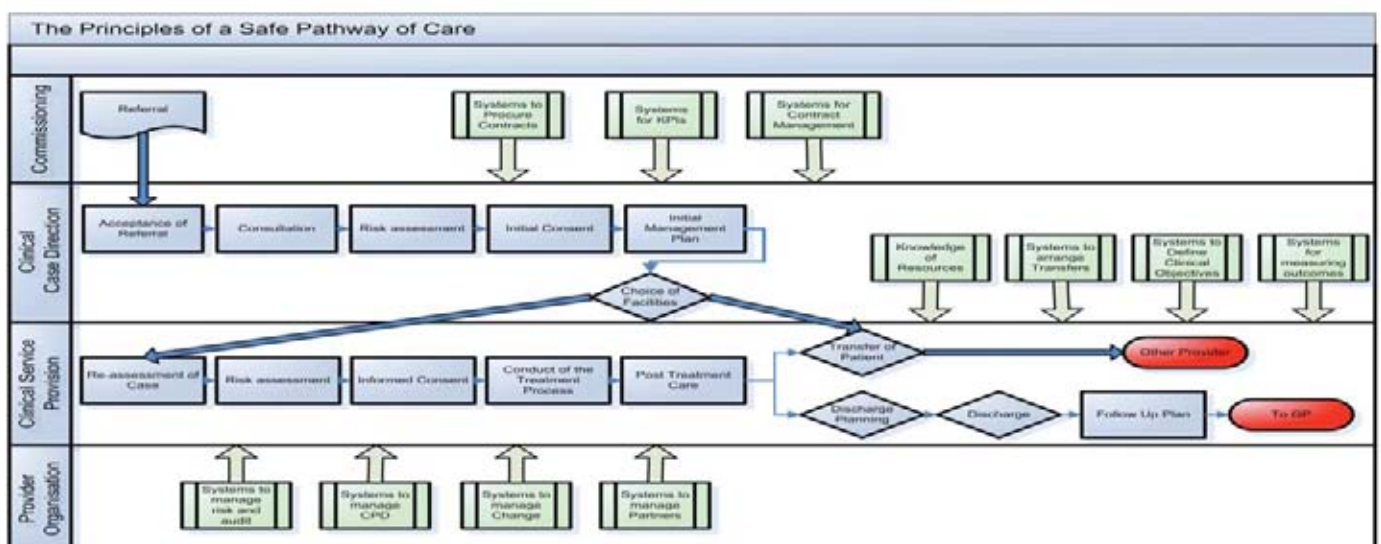 The Principles of a Safe Pathway of Care
Commissioning
Referral
Systems to
Procure
Contracts
Systems
for KPIs
Systems for
Contract
Management
Clinical
Case Direction
Acceptance of
Referral
Consultation
Risk assessment
Initial Consent
Initial
Management
Plan
Choice of
Facilities
Knowledge
of
Resources
Systems to
arrange
Transfers
Systems to
Define
Clinical
Objectives
Systems
for
measuring
outcomes
Clinical Service
Provision
Re-assessment of
Case
Risk assessment
Informed Consent
Conduct of the
Treatment
Process
Post Treatment
Care
Transfer of
Patient
Other Provider
Discharge
Planning
Discharge
Follow Up Plan
To GP
Provider
Organisation
Systems to
manage
risk and
audit
Systems to
manage
CPD
Systems to
manage
Change
Systems to
manage
Partners